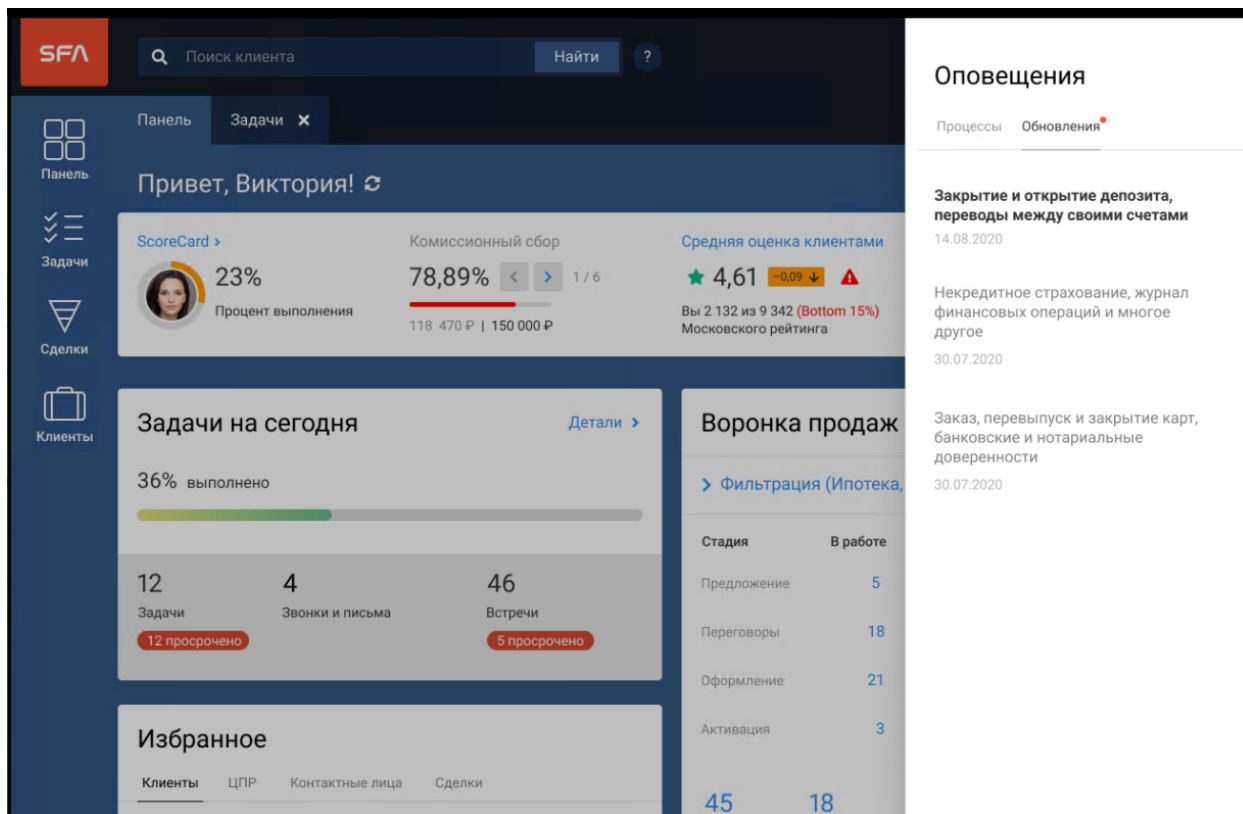 SFA
Поиск клиента
Найти
?
Панель
Задачи
Панель
Задачи
Сделки
Клиенты
Привет, Виктория!
ScoreCard >
23%
Процент выполнения
Комиссионный сбор
78,89% < > 1 / 6
118 470 ₽ | 150 000 ₽
Средняя оценка клиентами
4,61 −0,09
Вы 2 132 из 9 342 (Bottom 15%)
Московского рейтинга
Задачи на сегодня
Детали >
36% выполнено
12
Задачи
12 просрочено
4
Звонки и письма
46
Встречи
5 просрочено
Избранное
Клиенты ЦПР Контактные лица Сделки
Воронка продаж
> Фильтрация (Ипотека,
Стадия В работе
Предложение 5
Переговоры 18
Оформление 21
Активация 3
45 18
Оповещения
Процессы Обновления
Закрытие и открытие депозита,
переводы между своими счетами
14.08.2020
Некредитное страхование, журнал
финансовых операций и многое
другое
30.07.2020
Заказ, перевыпуск и закрытие карт,
банковские и нотариальные
доверенности
30.07.2020